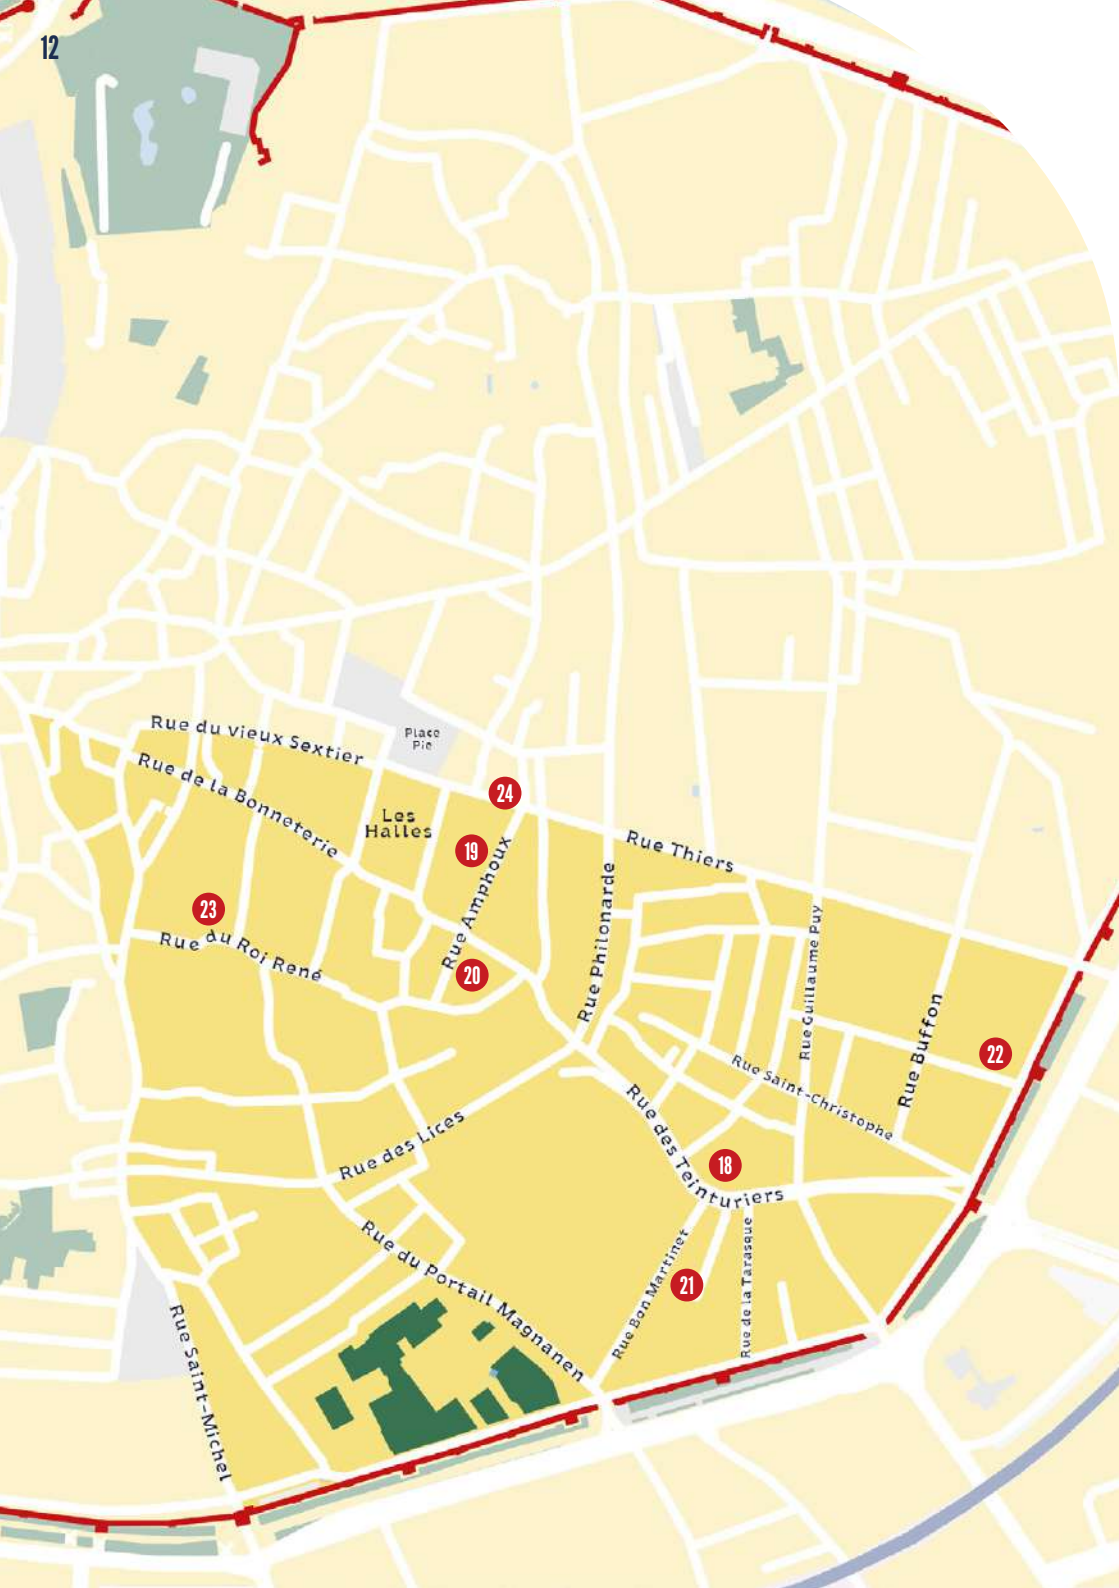 12
Rue du vieux Sextier
Place
Pie
Rue de la Bonneterie
24
Les
Halles
19
Rue Thiers
Rue Amphoux
Rue Philonarde
23
Rue du Roi René
20
Rue Guillaume Puy
Rue Buffon
22
Rue Saint-Christophe
Rue des Lices
Rue des Teinturiers
18
Rue du Portail Magnanen
Rue Bon Martinet
21
Rue de la Tarasque
Rue Saint-Michel